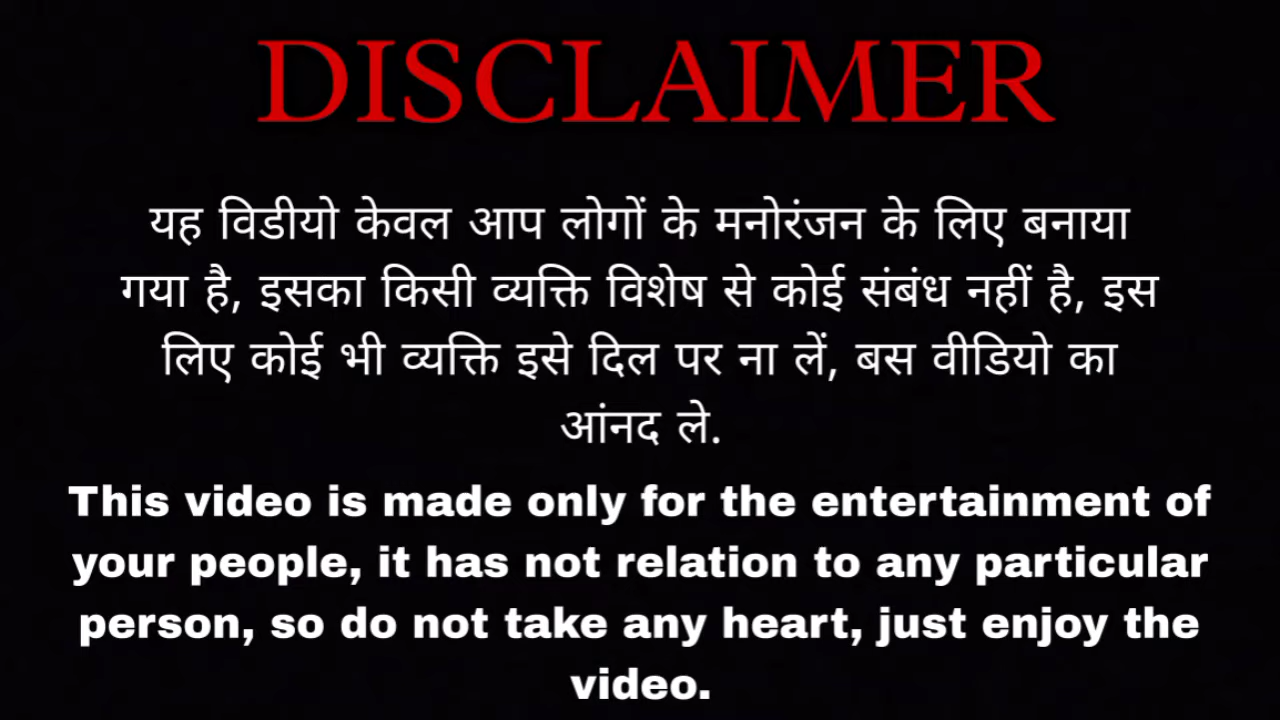 DISCLAIMER
यह विडीयो केवल आप लोगों के मनोरंजन के लिए बनाया
गया है, इसका किसी व्यक्ति विशेष से कोई संबंध नहीं है, इस
लिए कोई भी व्यक्ति इसे दिल पर ना लें, बस वीडियो का
आंनद ले.
This video is made only for the entertainment of
your people, it has not relation to any particular
person, so do not take any heart, just enjoy the
video.